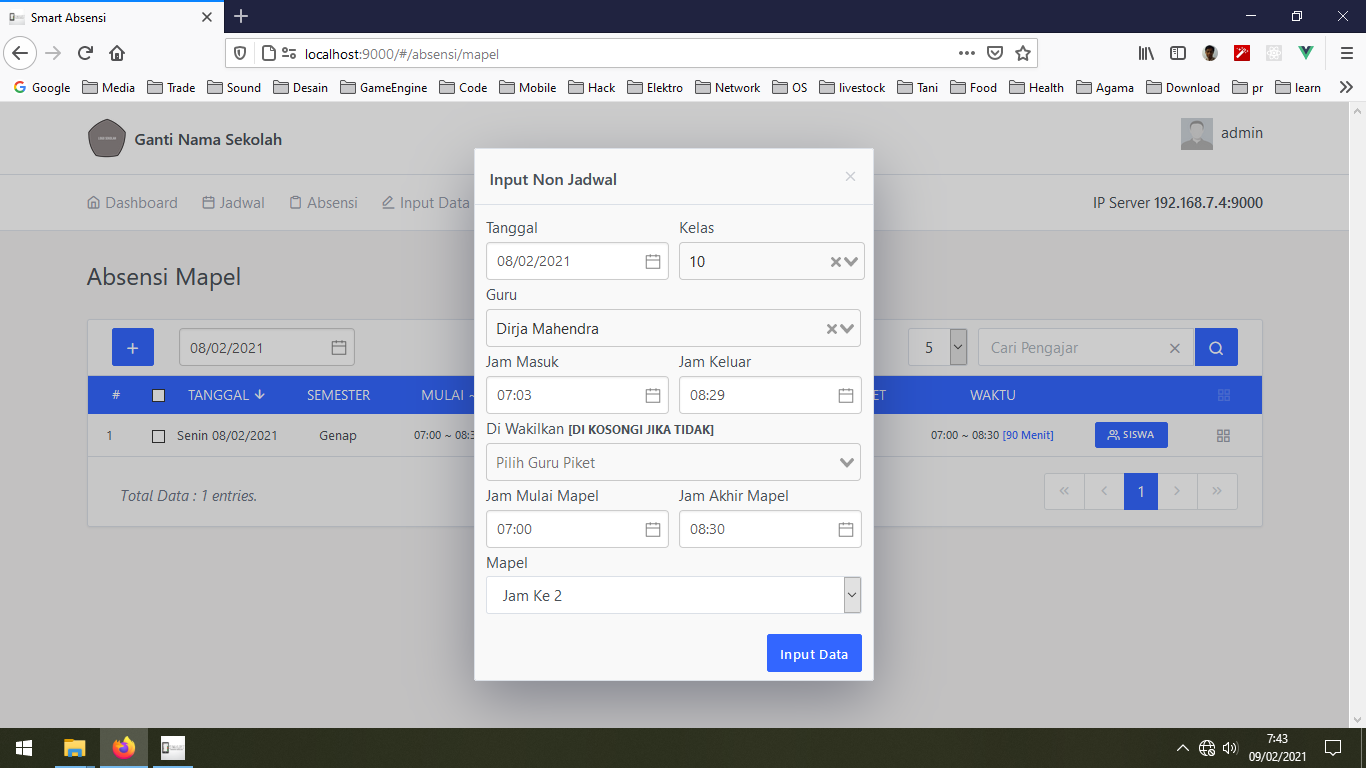 Smart Absensi
localhost:9000/#/absensi/mapel
Google Media Trade Sound Desain GameEngine Code Mobile Hack Elektro Network OS livestock Tani Food Health Agama Download pr learn
Ganti Nama Sekolah
admin
Dashboard Jadwal Absensi Input Data
IP Server 192.168.7.4:9000
Absensi Mapel
+ 08/02/2021 5 Cari Pengajar
# TANGGAL SEMESTER MULAI ~ ET WAKTU
1 Senin 08/02/2021 Genap 07:00 ~ 08:3 07:00 ~ 08:30 [90 Menit] SISWA
Total Data : 1 entries.
« ‹ 1 › »
Input Non Jadwal
Tanggal Kelas
08/02/2021 10
Guru
Dirja Mahendra
Jam Masuk Jam Keluar
07:03 08:29
Di Wakilkan [DI KOSONGI JIKA TIDAK]
Pilih Guru Piket
Jam Mulai Mapel Jam Akhir Mapel
07:00 08:30
Mapel
Jam Ke 2
Input Data
7:43
09/02/2021